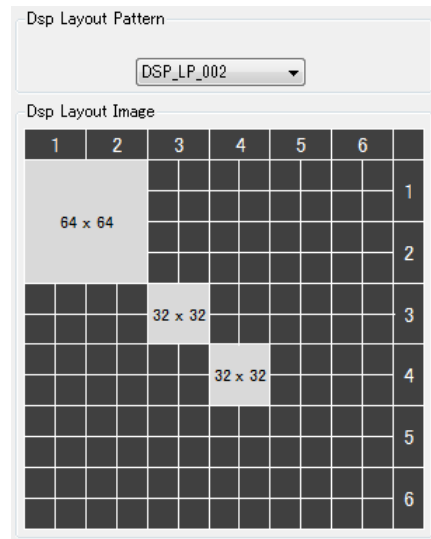 Dsp Layout Pattern
DSP_LP_002
Dsp Layout Image
1 2 3 4 5 6
64 x 64
1
2
32 x 32
3
32 x 32
4
5
6